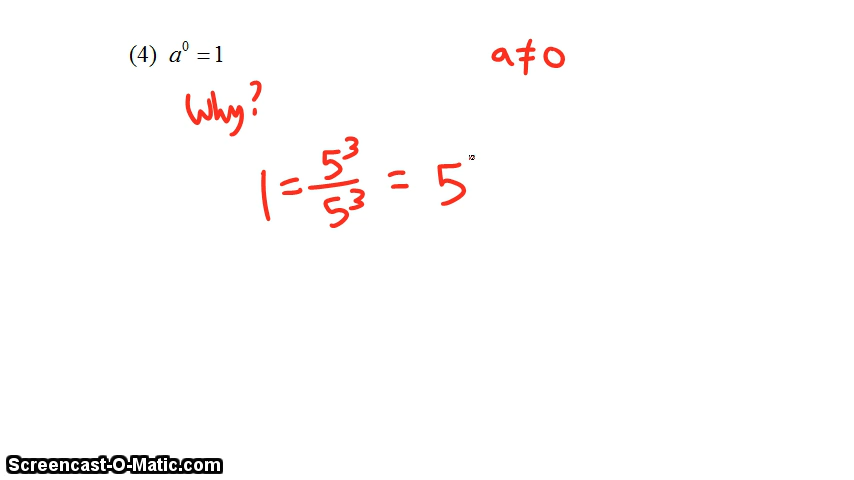 (4) a⁰ = 1 a ≠ 0
Why?
1 = 5³/5³ = 5
Screencast-O-Matic.com